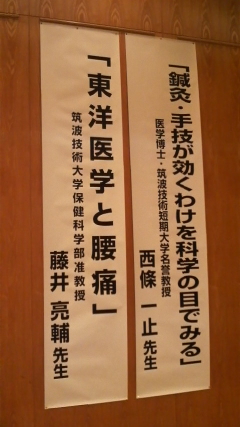 「鍼灸・手技が効くわけを科学の目でみる」
医学博士・筑波技術短期大学名誉教授
西條 一止 先生
「東洋医学と腰痛」
筑波技術大学保健科学部准教授
藤井 亮輔 先生